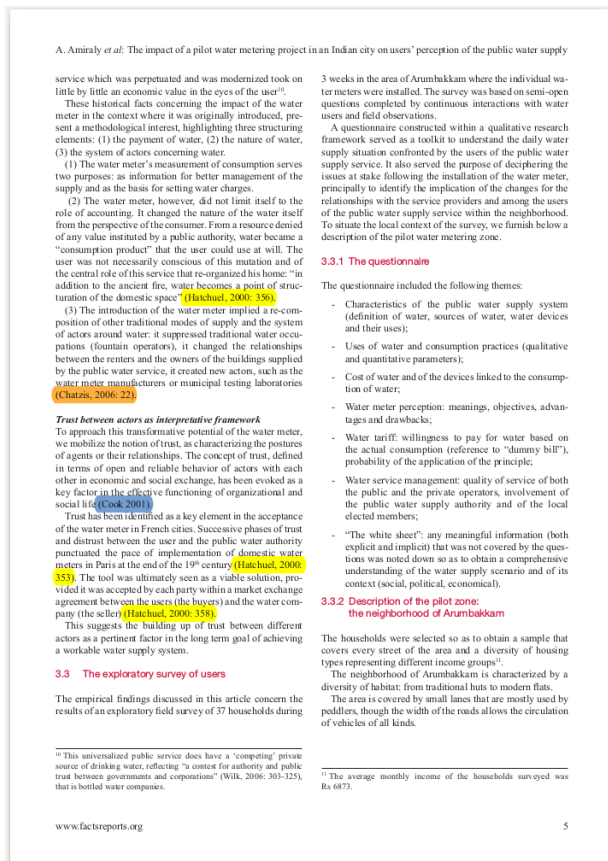 A. Amiraly et al: The impact of a pilot water metering project in an Indian city on users' perception of the public water supply
service which was perpetuated and was modernized took on
little by little an economic value in the eyes of the user¹⁰.
These historical facts concerning the impact of the water
meter in the context where it was originally introduced, pre-
sent a methodological interest, highlighting three structuring
elements: (1) the payment of water, (2) the nature of water,
(3) the system of actors concerning water.
(1) The water meter's measurement of consumption serves
two purposes: as information for better management of the
supply and as the basis for setting water charges.
(2) The water meter, however, did not limit itself to the
role of accounting. It changed the nature of the water itself
from the perspective of the consumer. From a resource denied
of any value instituted by a public authority, water became a
“consumption product” that the user could use at will. The
user was not necessarily conscious of this mutation and of
the central role of this service that re-organized his home: “in
addition to the ancient fire, water becomes a point of struc-
turation of the domestic space” (Hatchuel, 2000: 356).
(3) The introduction of the water meter implied a re-com-
position of other traditional modes of supply and the system
of actors around water: it suppressed traditional water occu-
pations (fountain operators), it changed the relationships
between the renters and the owners of the buildings supplied
by the public water service, it created new actors, such as the
water meter manufacturers or municipal testing laboratories
(Chatzis, 2006: 22).
Trust between actors as interpretative framework
To approach this transformative potential of the water meter,
we mobilize the notion of trust, as characterizing the postures
of agents or their relationships. The concept of trust, defined
in terms of open and reliable behavior of actors with each
other in economic and social exchange, has been evoked as a
key factor in the effective functioning of organizational and
social life (Cook 2001).
Trust has been identified as a key element in the acceptance
of the water meter in French cities. Successive phases of trust
and distrust between the user and the public water authority
punctuated the pace of implementation of domestic water
meters in Paris at the end of the 19th century (Hatchuel, 2000:
353). The tool was ultimately seen as a viable solution, pro-
vided it was accepted by each party within a market exchange
agreement between the users (the buyers) and the water com-
pany (the seller) (Hatchuel, 2000: 358).
This suggests the building up of trust between different
actors as a pertinent factor in the long term goal of achieving
a workable water supply system.
3.3 The exploratory survey of users
The empirical findings discussed in this article concern the
results of an exploratory field survey of 37 households during
¹⁰ This universalized public service does have a ‘competing’ private
source of drinking water, reflecting “a contest for authority and public
trust between governments and corporations” (Wilk, 2006: 303-325),
that is bottled water companies.
3 weeks in the area of Arumbakkam where the individual wa-
ter meters were installed. The survey was based on semi-open
questions completed by continuous interactions with water
users and field observations.
A questionnaire constructed within a qualitative research
framework served as a toolkit to understand the daily water
supply situation confronted by the users of the public water
supply service. It also served the purpose of deciphering the
issues at stake following the installation of the water meter,
principally to identify the implication of the changes for the
relationships with the service providers and among the users
of the public water supply service within the neighborhood.
To situate the local context of the survey, we furnish below a
description of the pilot water metering zone.
3.3.1 The questionnaire
The questionnaire included the following themes:
- Characteristics of the public water supply system
(definition of water, sources of water, water devices
and their uses);
- Uses of water and consumption practices (qualitative
and quantitative parameters);
- Cost of water and of the devices linked to the consump-
tion of water;
- Water meter perception: meanings, objectives, advan-
tages and drawbacks;
- Water tariff: willingness to pay for water based on
the actual consumption (reference to “dummy bill”),
probability of the application of the principle;
- Water service management: quality of service of both
the public and the private operators, involvement of
the public water supply authority and of the local
elected members;
- “The white sheet”: any meaningful information (both
explicit and implicit) that was not covered by the ques-
tions was noted down so as to obtain a comprehensive
understanding of the water supply scenario and of its
context (social, political, economical).
3.3.2 Description of the pilot zone:
the neighborhood of Arumbakkam
The households were selected so as to obtain a sample that
covers every street of the area and a diversity of housing
types representing different income groups¹¹.
The neighborhood of Arumbakkam is characterized by a
diversity of habitat: from traditional huts to modern flats.
The area is covered by small lanes that are mostly used by
peddlers, though the width of the roads allows the circulation
of vehicles of all kinds.
¹¹ The average monthly income of the households surveyed was
Rs 6873.
www.factsreports.org
5